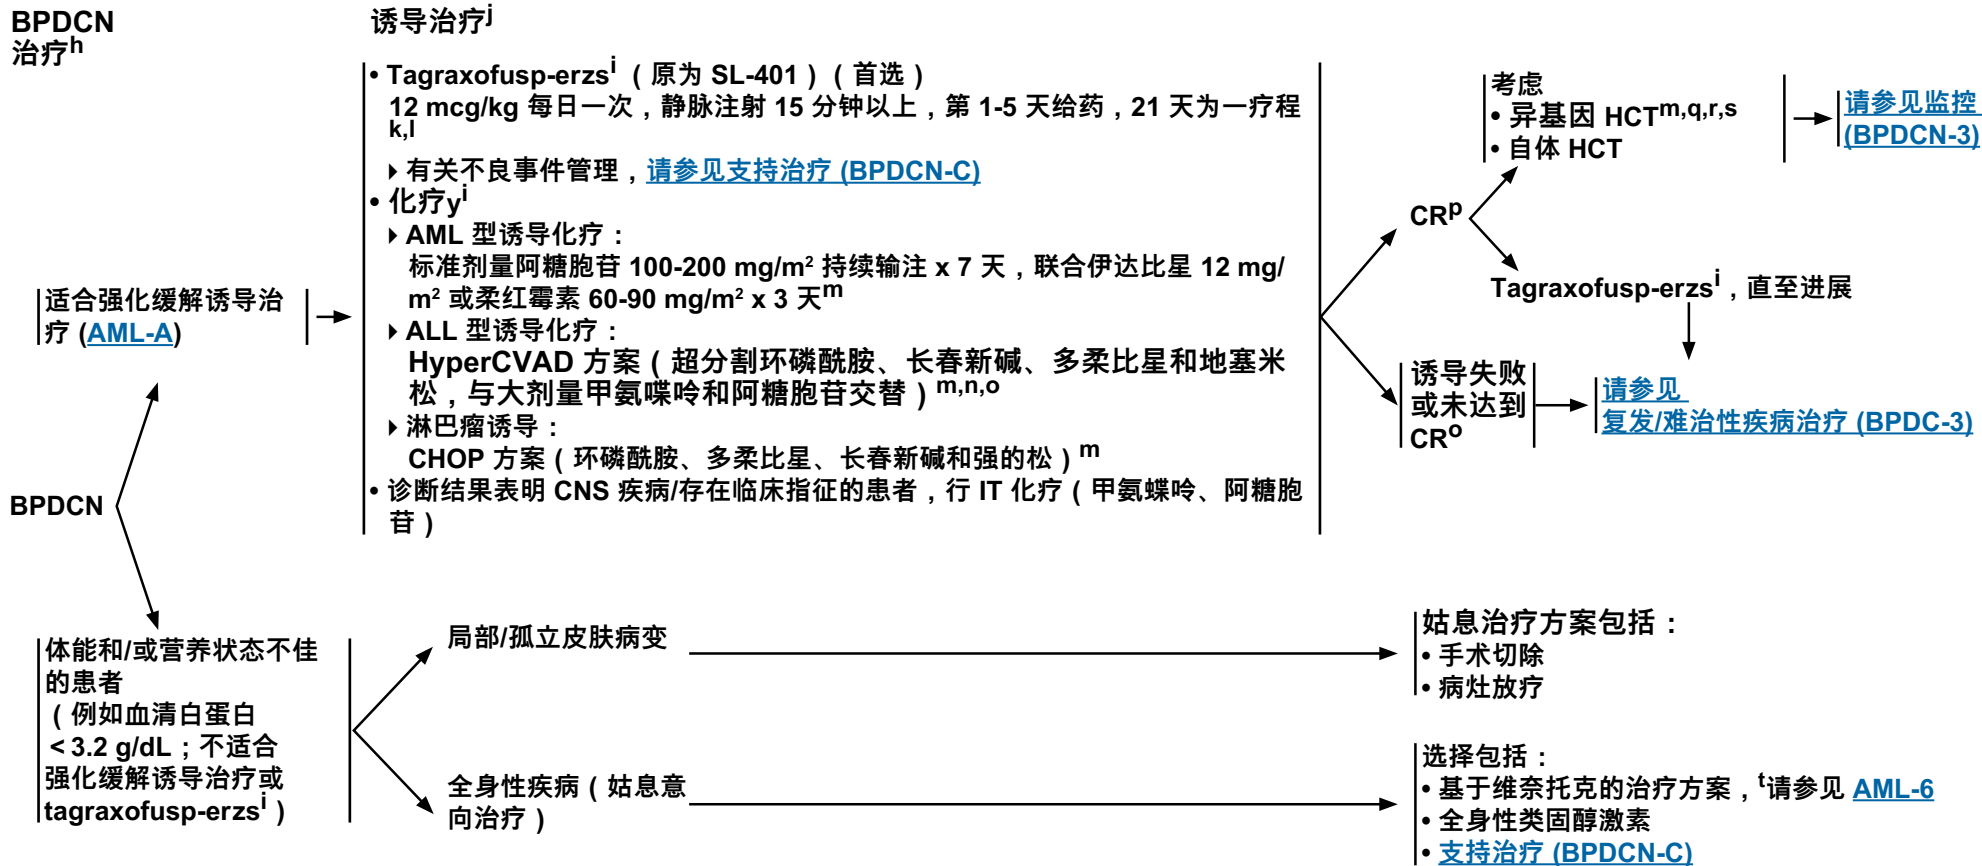 BPDCN
治疗h
诱导治疗j
• Tagraxofusp-erzsi（原为 SL-401）（首选）
12 mcg/kg 每日一次，静脉注射 15 分钟以上，第 1-5 天给药，21 天为一疗程
k,l
▸ 有关不良事件管理，请参见支持治疗 (BPDCN-C)
• 化疗yi
▸ AML 型诱导化疗：
标准剂量阿糖胞苷 100-200 mg/m² 持续输注 x 7 天，联合伊达比星 12 mg/
m² 或柔红霉素 60-90 mg/m² x 3 天m
▸ ALL 型诱导化疗：
HyperCVAD 方案（超分割环磷酰胺、长春新碱、多柔比星和地塞米
松，与大剂量甲氨喋呤和阿糖胞苷交替）m,n,o
▸ 淋巴瘤诱导：
CHOP 方案（环磷酰胺、多柔比星、长春新碱和强的松）m
• 诊断结果表明 CNS 疾病/存在临床指征的患者，行 IT 化疗（甲氨蝶呤、阿糖胞
苷）
适合强化缓解诱导治
疗 (AML-A)
BPDCN
考虑
• 异基因 HCTm,q,r,s
• 自体 HCT
请参见监控
(BPDCN-3)
CRp
Tagraxofusp-erzsi，直至进展
诱导失败
或未达到
CRo
请参见
复发/难治性疾病治疗 (BPDC-3)
体能和/或营养状态不佳
的患者
（例如血清白蛋白
< 3.2 g/dL；不适合
强化缓解诱导治疗或
tagraxofusp-erzsi）
局部/孤立皮肤病变
姑息治疗方案包括：
• 手术切除
• 病灶放疗
全身性疾病（姑息意
向治疗）
选择包括：
• 基于维奈托克的治疗方案，t请参见 AML-6
• 全身性类固醇激素
• 支持治疗 (BPDCN-C)